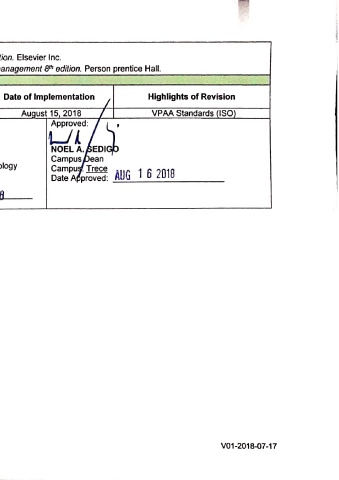 tion. Elsevier Inc.
anagement 8th edition. Person prentice Hall.
Date of Implementation Highlights of Revision
August 15, 2018 VPAA Standards (ISO)
Approved:
NOEL A. SEDIGO
Campus Dean
ology
Campus: Trece
Date Approved: AUG 16 2018
8
V01-2018-07-17